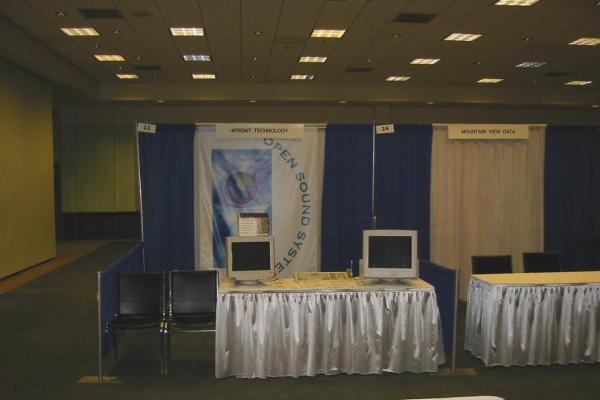 23
4FRONT TECHNOLOGY
24
MOUNTAIN VIEW DATA
OPEN SOUND SYSTEM